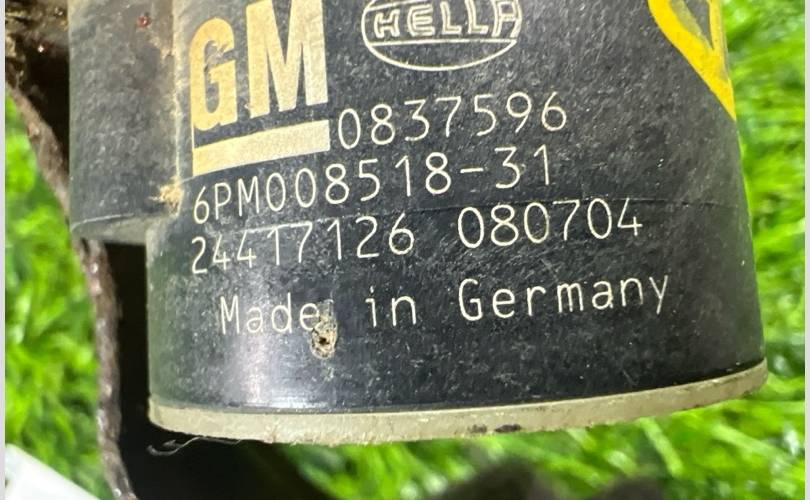 GM HELLA
0837596
6PM008518-31
24417126 080704
Made in Germany